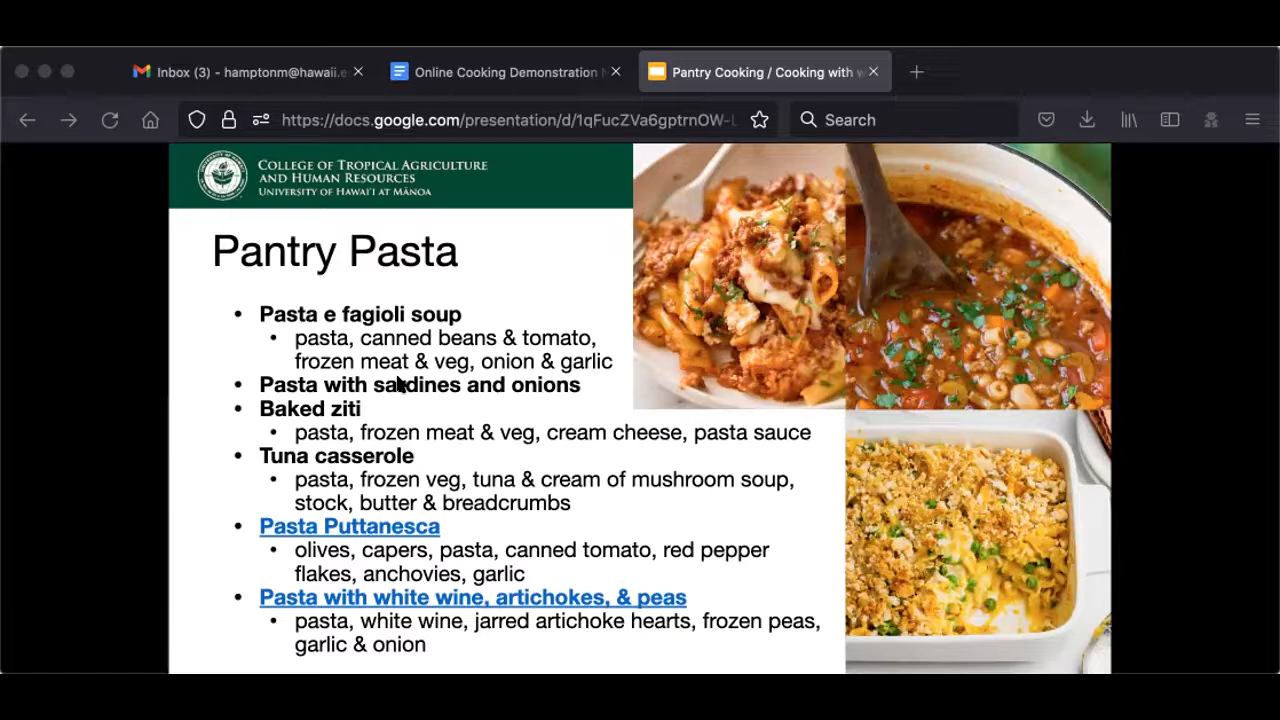 Inbox (3) - hamptonm@hawaii.e
Online Cooking Demonstration
Pantry Cooking / Cooking with w
https://docs.google.com/presentation/d/1qFucZVa6gptrnOW-L
Search
COLLEGE OF TROPICAL AGRICULTURE
AND HUMAN RESOURCES
UNIVERSITY OF HAWAI'I AT MĀNOA
Pantry Pasta
• Pasta e fagioli soup
• pasta, canned beans & tomato,
frozen meat & veg, onion & garlic
• Pasta with sardines and onions
• Baked ziti
• pasta, frozen meat & veg, cream cheese, pasta sauce
• Tuna casserole
• pasta, frozen veg, tuna & cream of mushroom soup,
stock, butter & breadcrumbs
• Pasta Puttanesca
• olives, capers, pasta, canned tomato, red pepper
flakes, anchovies, garlic
• Pasta with white wine, artichokes, & peas
• pasta, white wine, jarred artichoke hearts, frozen peas,
garlic & onion